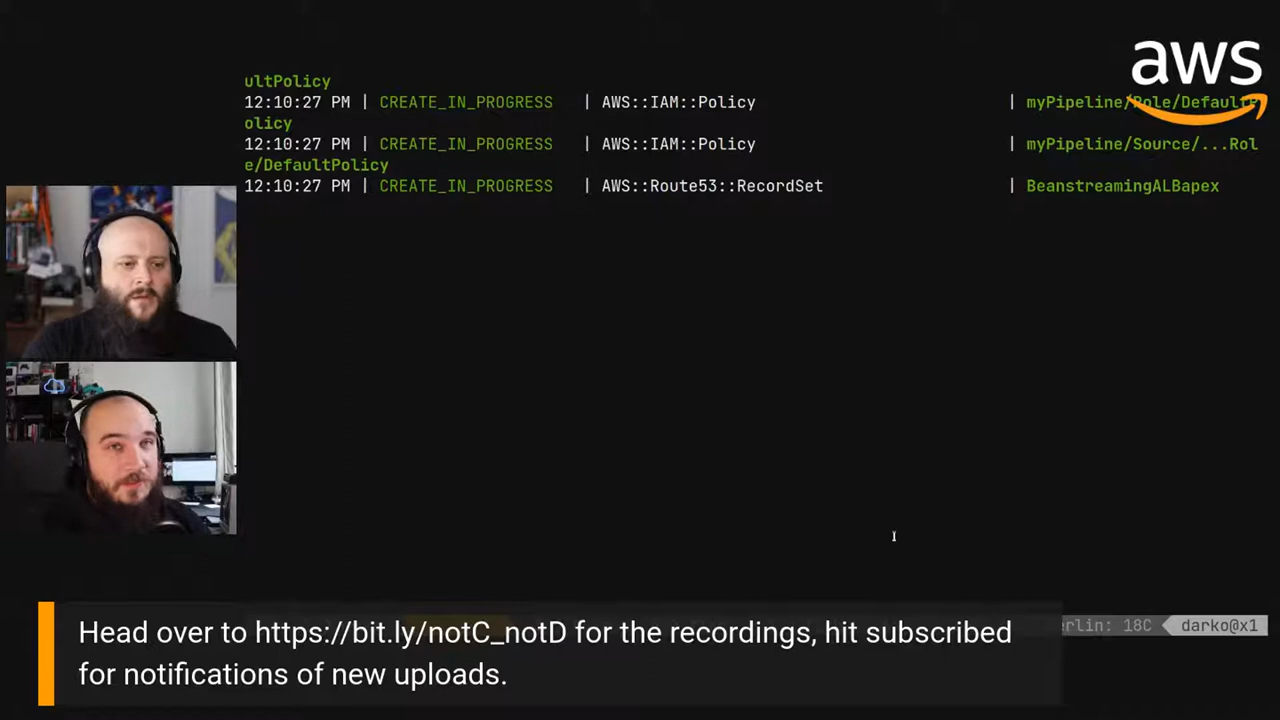 aws
ultPolicy
12:10:27 PM | CREATE_IN_PROGRESS | AWS::IAM::Policy | myPipeline/Role/DefaultP
olicy
12:10:27 PM | CREATE_IN_PROGRESS | AWS::IAM::Policy | myPipeline/Source/...Rol
e/DefaultPolicy
12:10:27 PM | CREATE_IN_PROGRESS | AWS::Route53::RecordSet | BeanstreamingALBapex
Head over to https://bit.ly/notC_notD for the recordings, hit subscribed
for notifications of new uploads.
erlin: 18C darko@x1